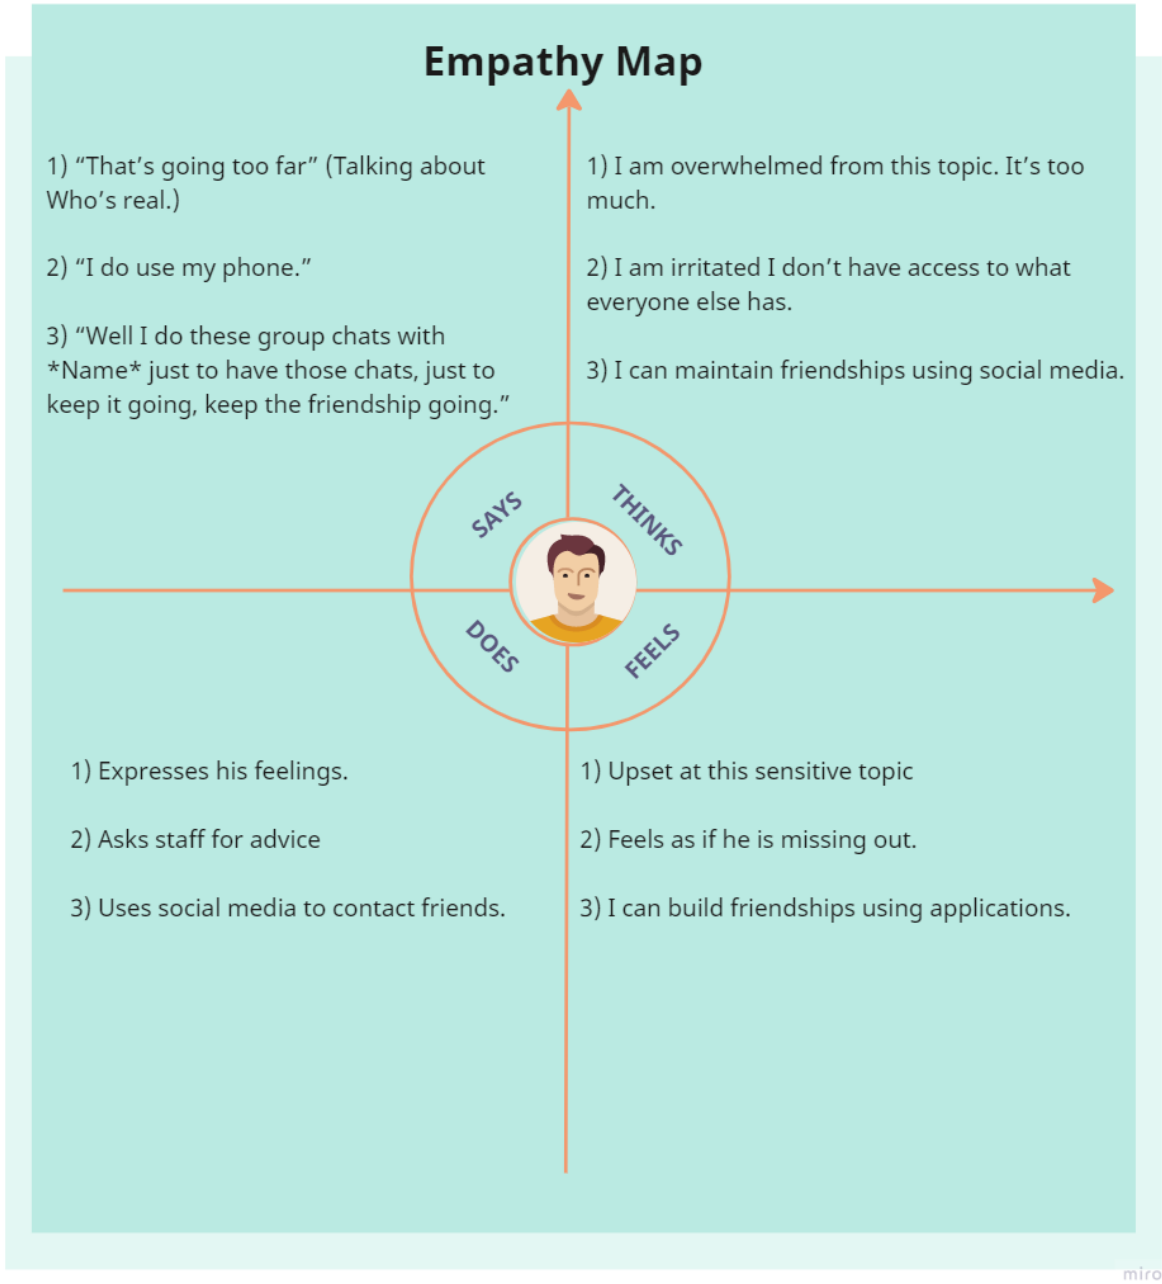 Empathy Map
1) “That’s going too far” (Talking about
Who’s real.)
2) “I do use my phone.”
3) “Well I do these group chats with
*Name* just to have those chats, just to
keep it going, keep the friendship going.”
1) I am overwhelmed from this topic. It’s too
much.
2) I am irritated I don’t have access to what
everyone else has.
3) I can maintain friendships using social media.
SAYS
THINKS
DOES
FEELS
1) Expresses his feelings.
2) Asks staff for advice
3) Uses social media to contact friends.
1) Upset at this sensitive topic
2) Feels as if he is missing out.
3) I can build friendships using applications.
miro